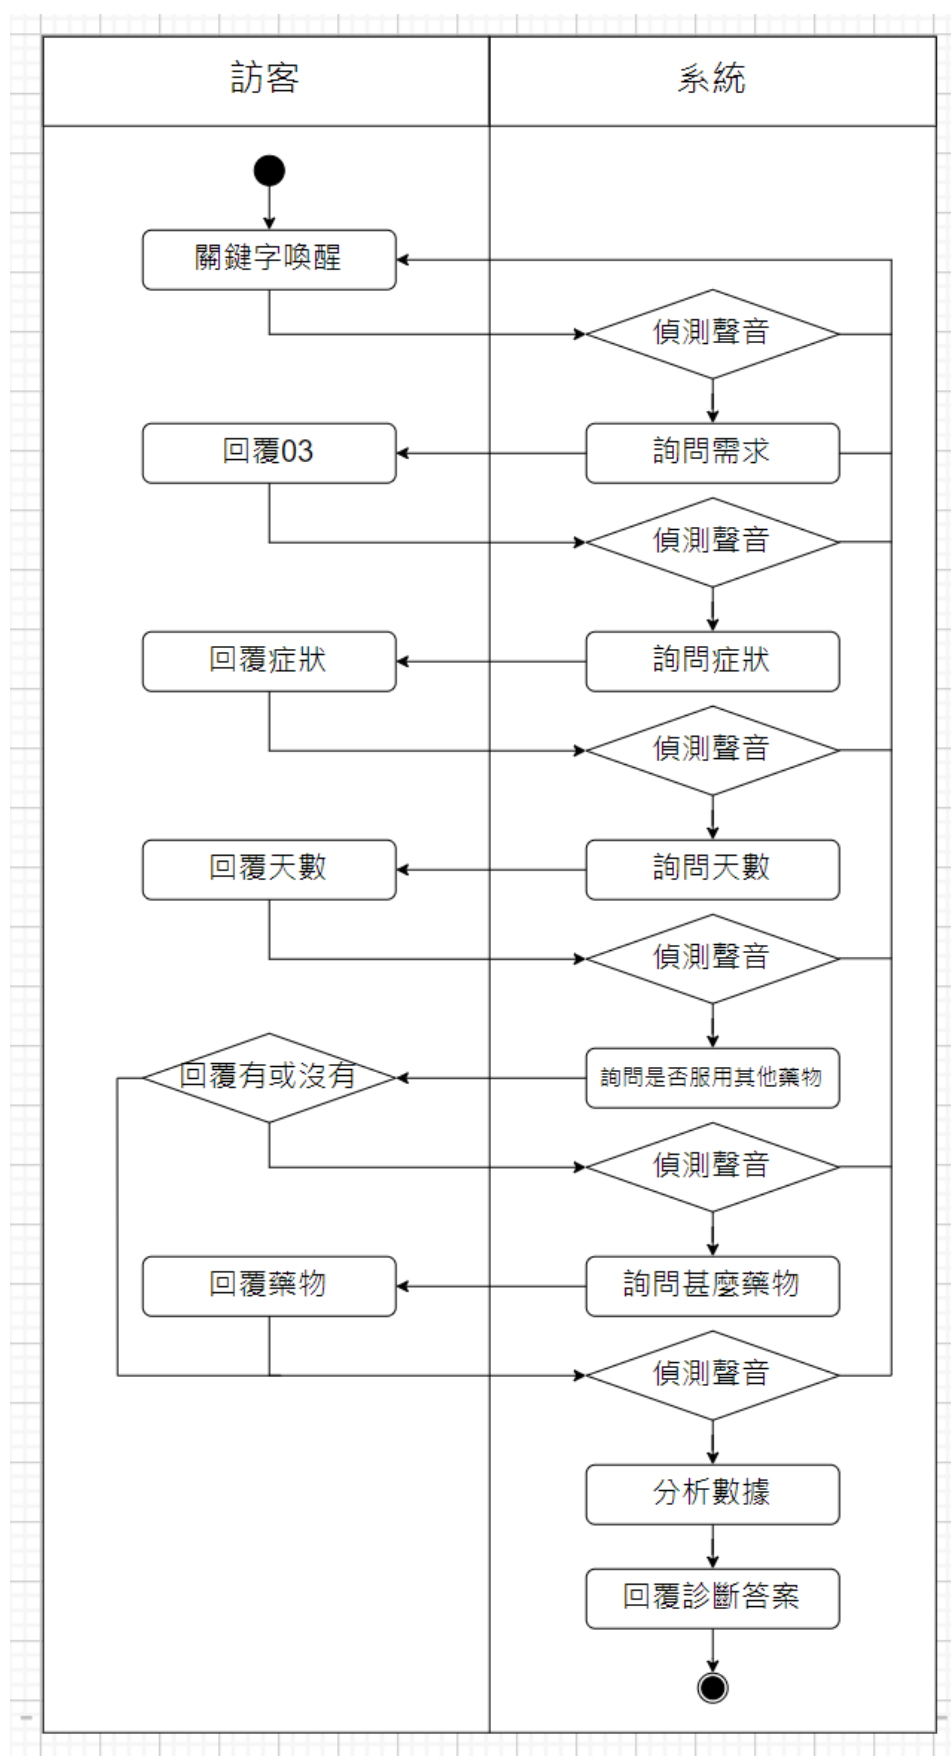 訪客
系統
關鍵字喚醒
偵測聲音
回覆03
詢問需求
偵測聲音
回覆症狀
詢問症狀
偵測聲音
回覆天數
詢問天數
偵測聲音
回覆有或沒有
詢問是否服用其他藥物
偵測聲音
回覆藥物
詢問甚麼藥物
偵測聲音
分析數據
回覆診斷答案